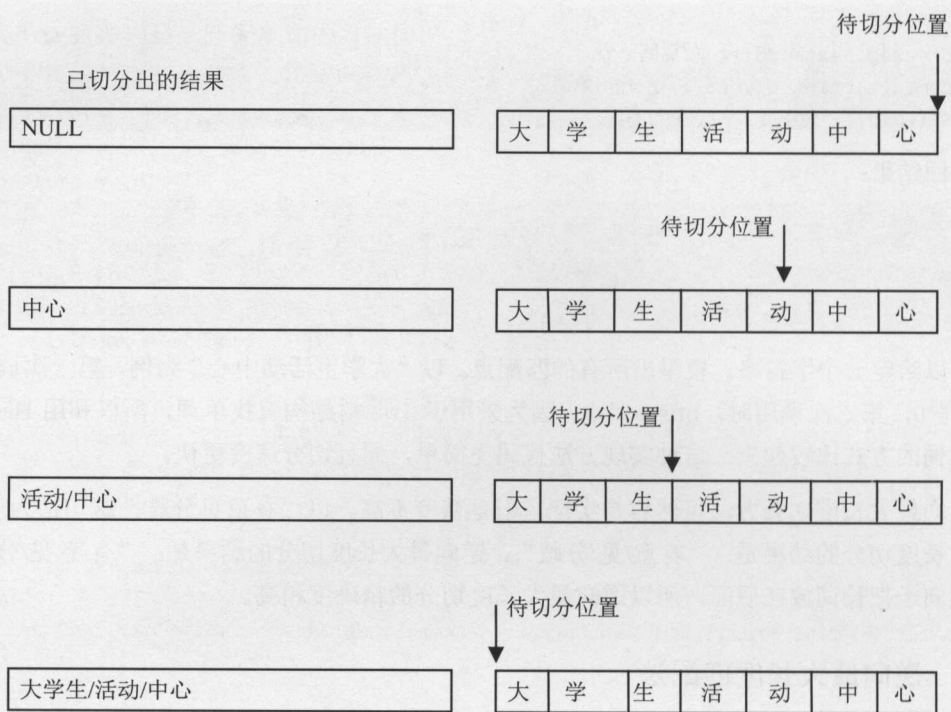 待切分位置
已切分出的结果
NULL 大 学 生 活 动 中 心
待切分位置
中心 大 学 生 活 动 中 心
待切分位置
活动/中心 大 学 生 活 动 中 心
待切分位置
大学生/活动/中心 大 学 生 活 动 中 心